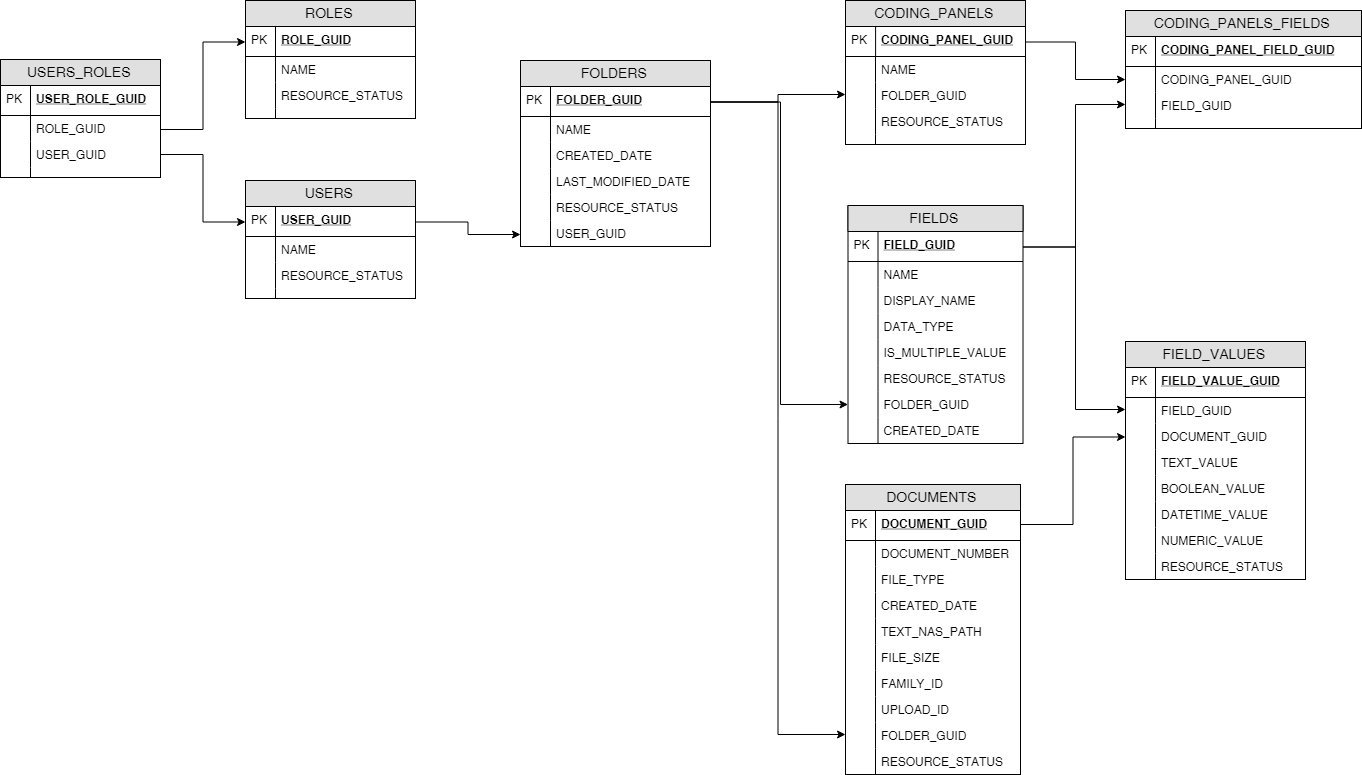 USERS_ROLES
PK USER_ROLE_GUID
ROLE_GUID
USER_GUID
ROLES
PK ROLE_GUID
NAME
RESOURCE_STATUS
USERS
PK USER_GUID
NAME
RESOURCE_STATUS
FOLDERS
PK FOLDER_GUID
NAME
CREATED_DATE
LAST_MODIFIED_DATE
RESOURCE_STATUS
USER_GUID
CODING_PANELS
PK CODING_PANEL_GUID
NAME
FOLDER_GUID
RESOURCE_STATUS
FIELDS
PK FIELD_GUID
NAME
DISPLAY_NAME
DATA_TYPE
IS_MULTIPLE_VALUE
RESOURCE_STATUS
FOLDER_GUID
CREATED_DATE
DOCUMENTS
PK DOCUMENT_GUID
DOCUMENT_NUMBER
FILE_TYPE
CREATED_DATE
TEXT_NAS_PATH
FILE_SIZE
FAMILY_ID
UPLOAD_ID
FOLDER_GUID
RESOURCE_STATUS
CODING_PANELS_FIELDS
PK CODING_PANEL_FIELD_GUID
CODING_PANEL_GUID
FIELD_GUID
FIELD_VALUES
PK FIELD_VALUE_GUID
FIELD_GUID
DOCUMENT_GUID
TEXT_VALUE
BOOLEAN_VALUE
DATETIME_VALUE
NUMERIC_VALUE
RESOURCE_STATUS